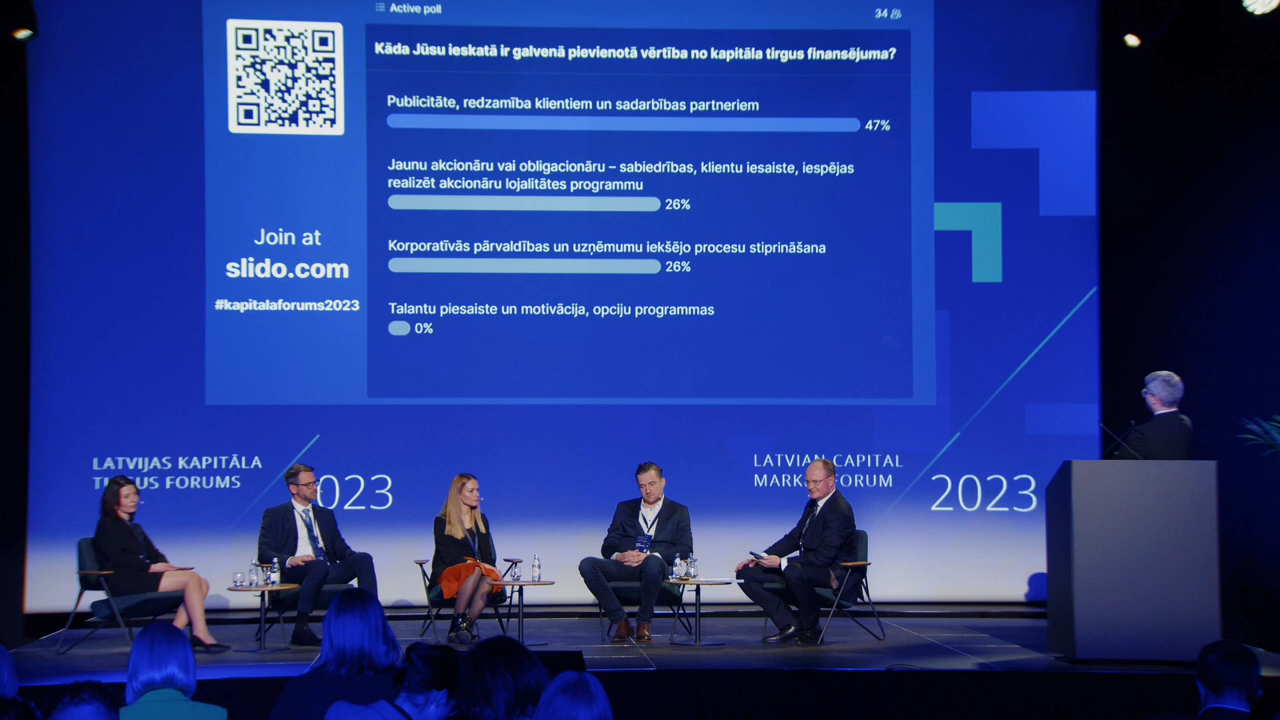 Active poll
34
Kāda Jūsu ieskatā ir galvenā pievienotā vērtība no kapitāla tirgus finansējuma?
Publicitāte, redzamība klientiem un sadarbības partneriem
47%
Jaunu akcionāru vai obligacionāru – sabiedrības, klientu iesaiste, iespējas
realizēt akcionāru lojalitātes programmu
26%
Korporatīvās pārvaldības un uzņēmumu iekšējo procesu stiprināšana
26%
Talantu piesaiste un motivācija, opciju programmas
0%
Join at
slido.com
#kapitalaforums2023
LATVIJAS KAPITĀLA
FORUMS
023
LATVIAN CAPITAL
FORUM
2023